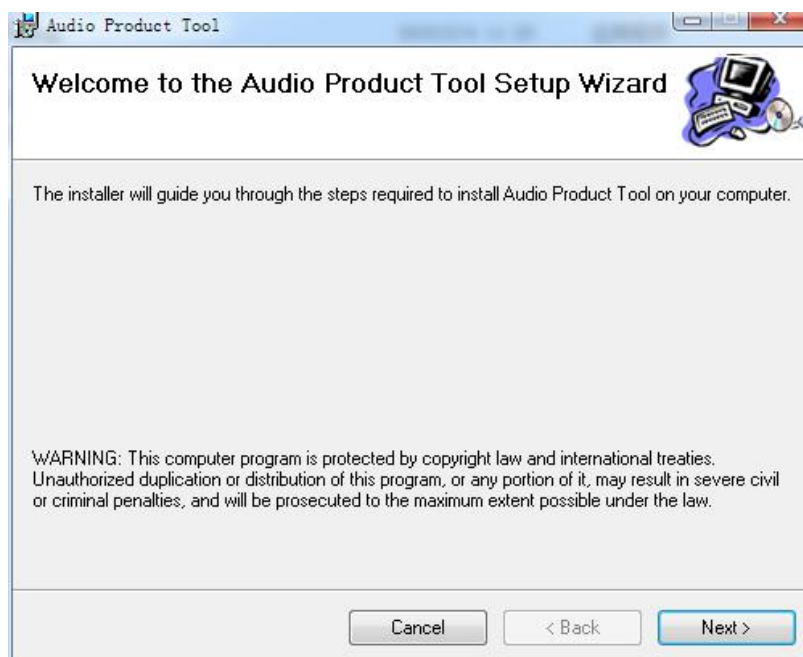 Audio Product Tool
Welcome to the Audio Product Tool Setup Wizard
The installer will guide you through the steps required to install Audio Product Tool on your computer.
WARNING: This computer program is protected by copyright law and international treaties.
Unauthorized duplication or distribution of this program, or any portion of it, may result in severe civil
or criminal penalties, and will be prosecuted to the maximum extent possible under the law.
Cancel
< Back
Next >